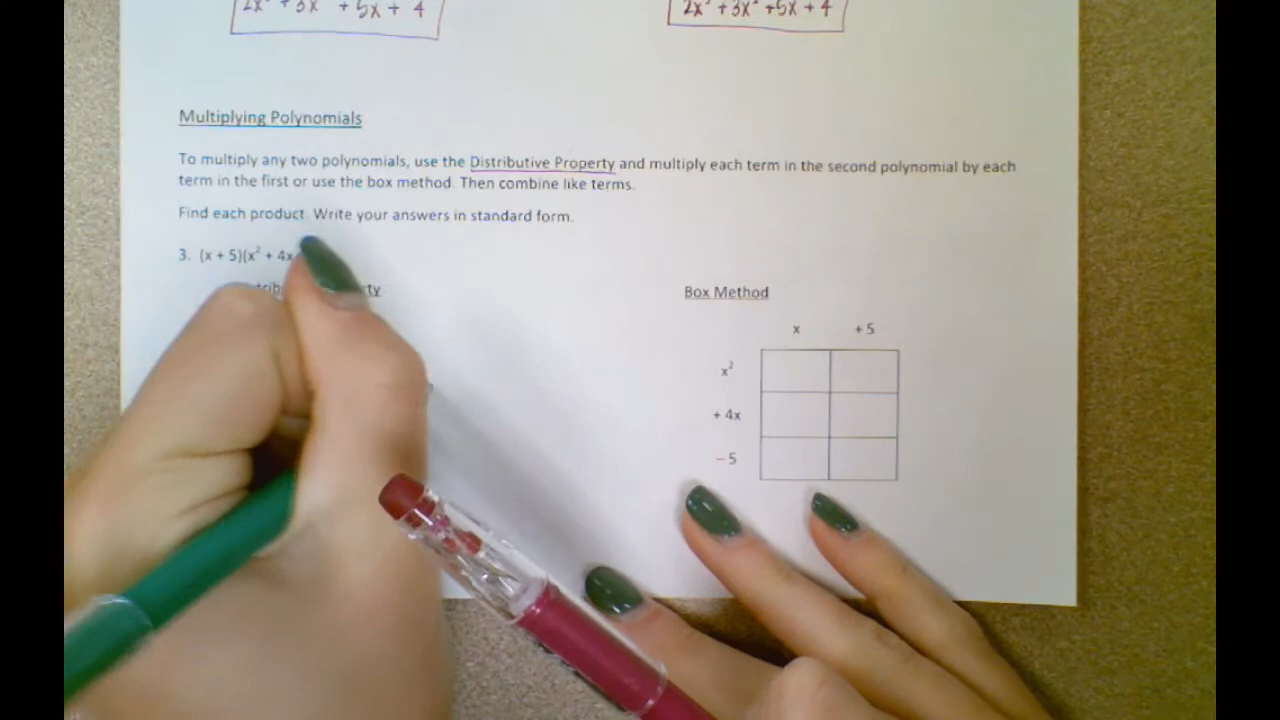 2x³ + 3x² + 5x + 4
2x³ + 3x² + 5x + 4
Multiplying Polynomials
To multiply any two polynomials, use the Distributive Property and multiply each term in the second polynomial by each
term in the first or use the box method. Then combine like terms.
Find each product. Write your answers in standard form.
3. (x + 5)(x² + 4x
Box Method
x + 5
x²
+ 4x
– 5